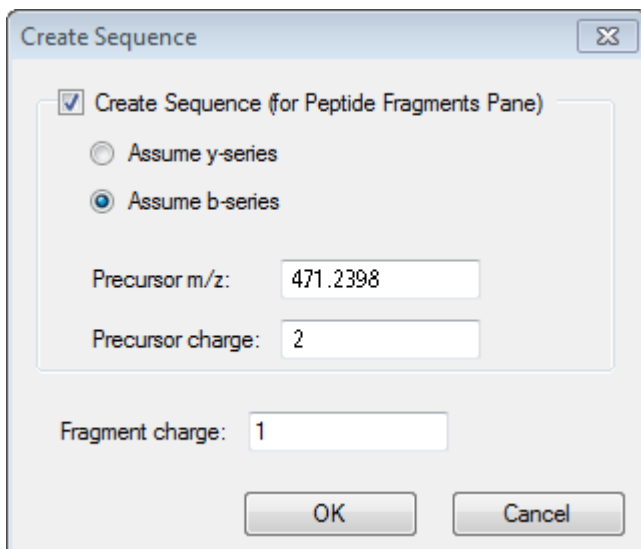 Create Sequence
Create Sequence (for Peptide Fragments Pane)
Assume y-series
Assume b-series
Precursor m/z: 471.2398
Precursor charge: 2
Fragment charge: 1
OK Cancel